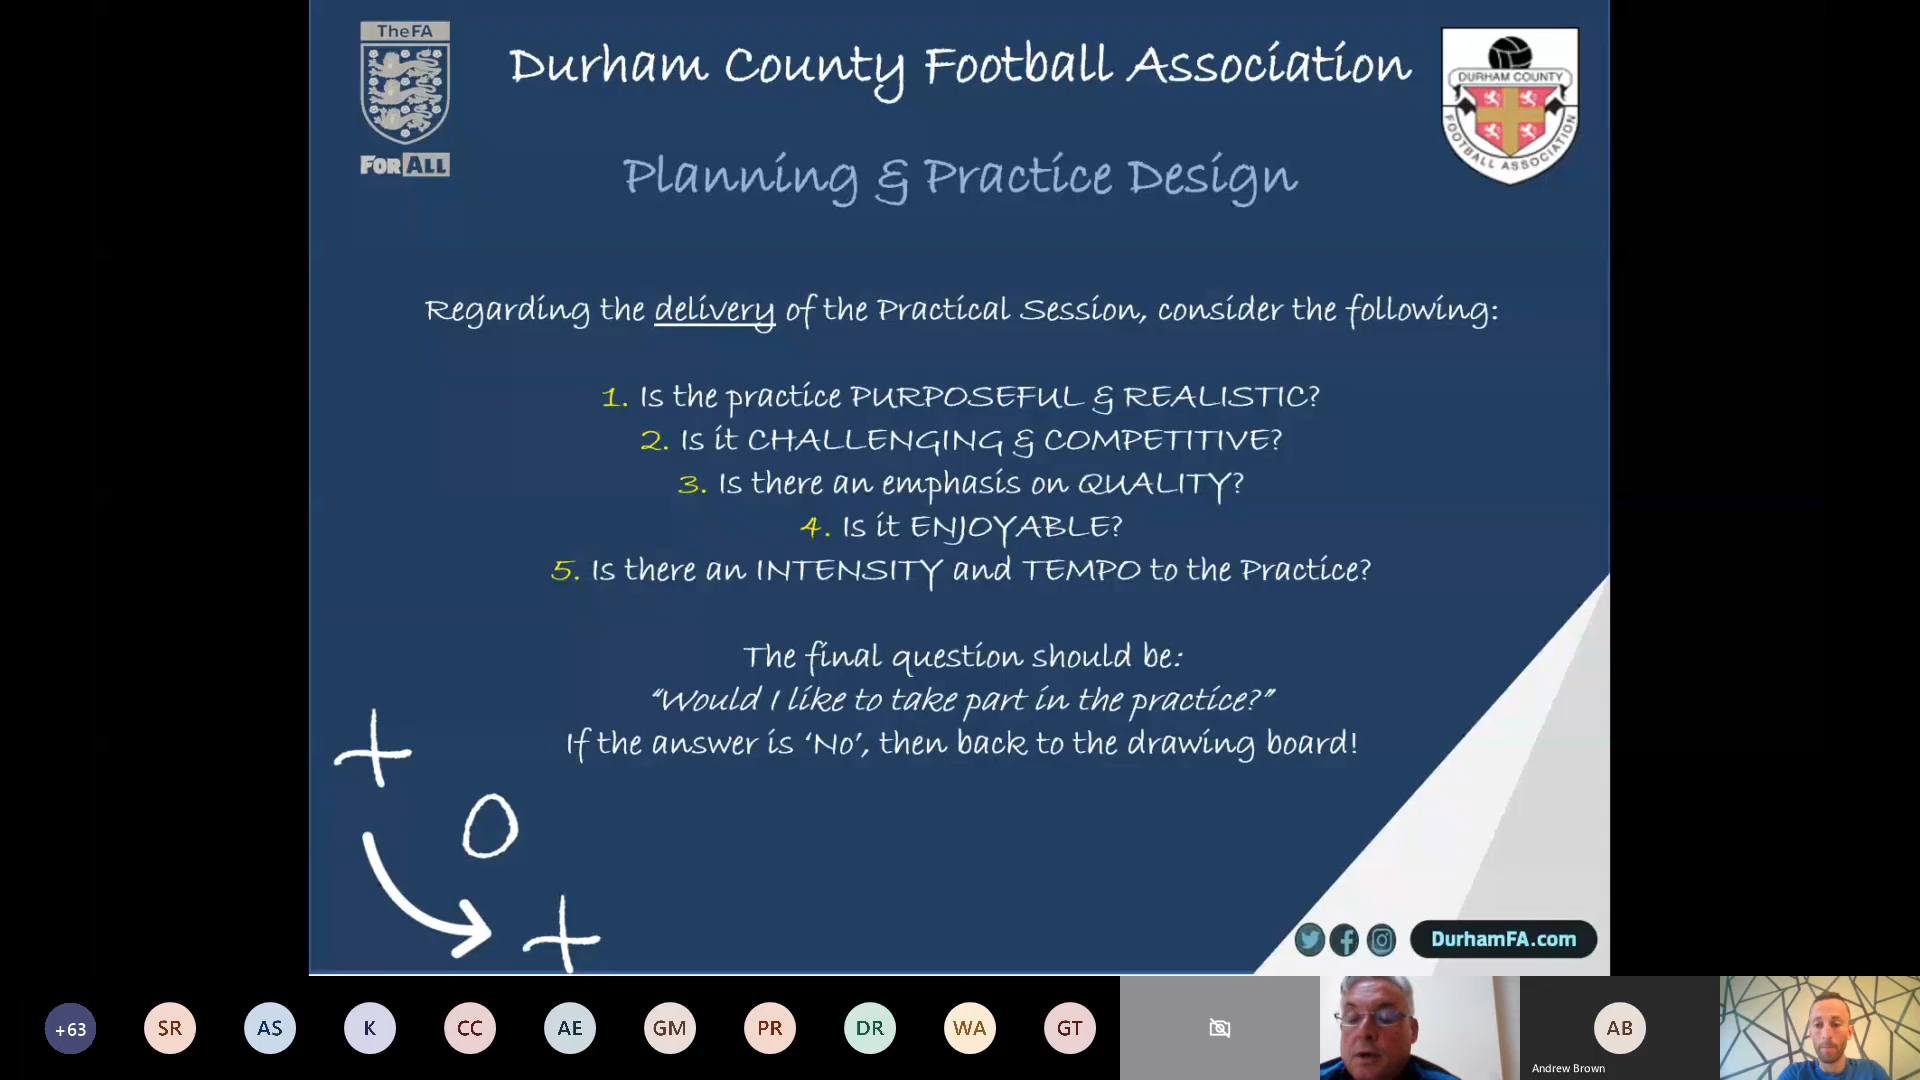 TheFA
FOR ALL
Durham County Football Association
DURHAM COUNTY
FOOTBALL ASSOCIATION
Planning & Practice Design
Regarding the delivery of the Practical Session, consider the following:
1. Is the practice PURPOSEFUL & REALISTIC?
2. Is it CHALLENGING & COMPETITIVE?
3. Is there an emphasis on QUALITY?
4. Is it ENJOYABLE?
5. Is there an INTENSITY and TEMPO to the Practice?
The final question should be:
“Would I like to take part in the practice?”
If the answer is ‘No’, then back to the drawing board!
DurhamFA.com
+63 SR AS K CC AE GM PR DR WA GT AB
Andrew Brown